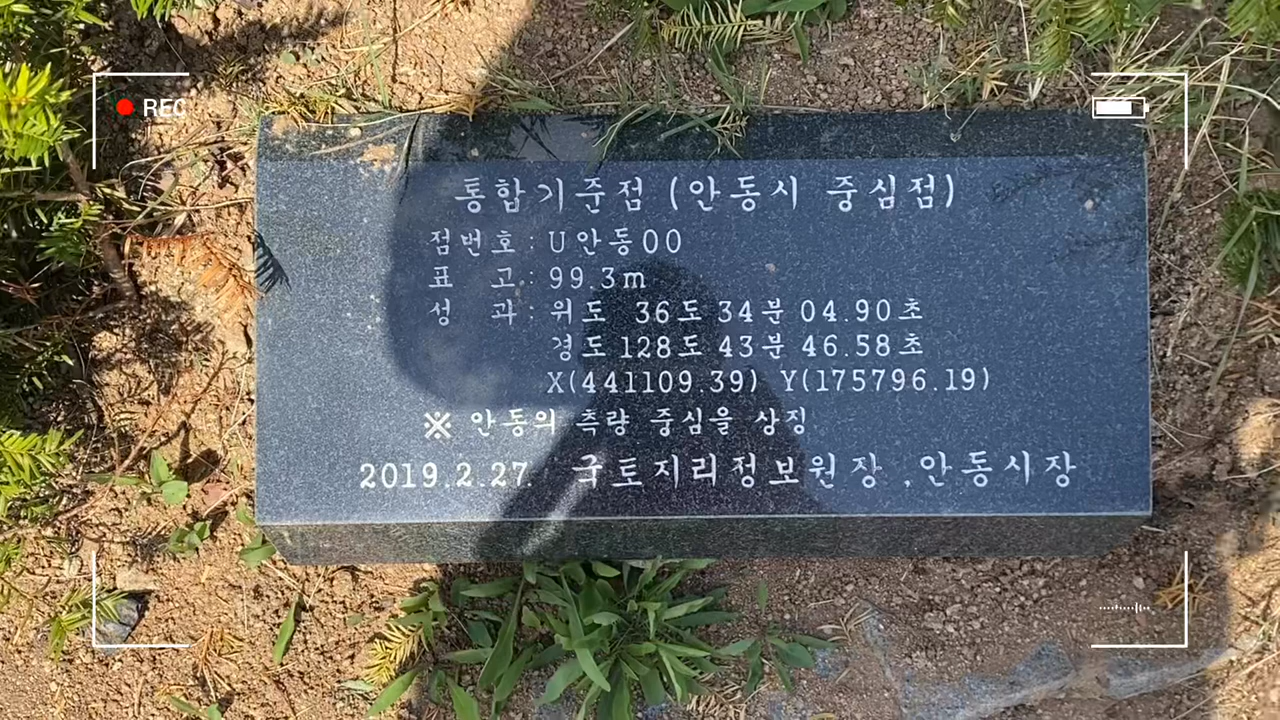 REC
통합기준점 (안동시 중심점)
점번호 : U안동00
표 고 : 99.3m
성 과 : 위도 36도 34분 04.90초
경도 128도 43분 46.58초
X(441109.39) Y(175796.19)
※ 안동의 측량 중심을 상징
2019.2.27. 국토지리정보원장 ,안동시장